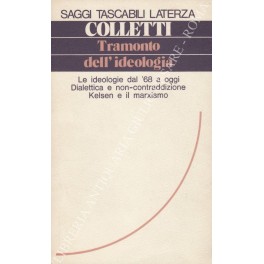 SAGGI TASCABILI LATERZA
COLLETTI
Tramonto
dell'ideologia
Le ideologie dal '68 a oggi
Dialettica e non-contraddizione
Kelsen e il marxismo